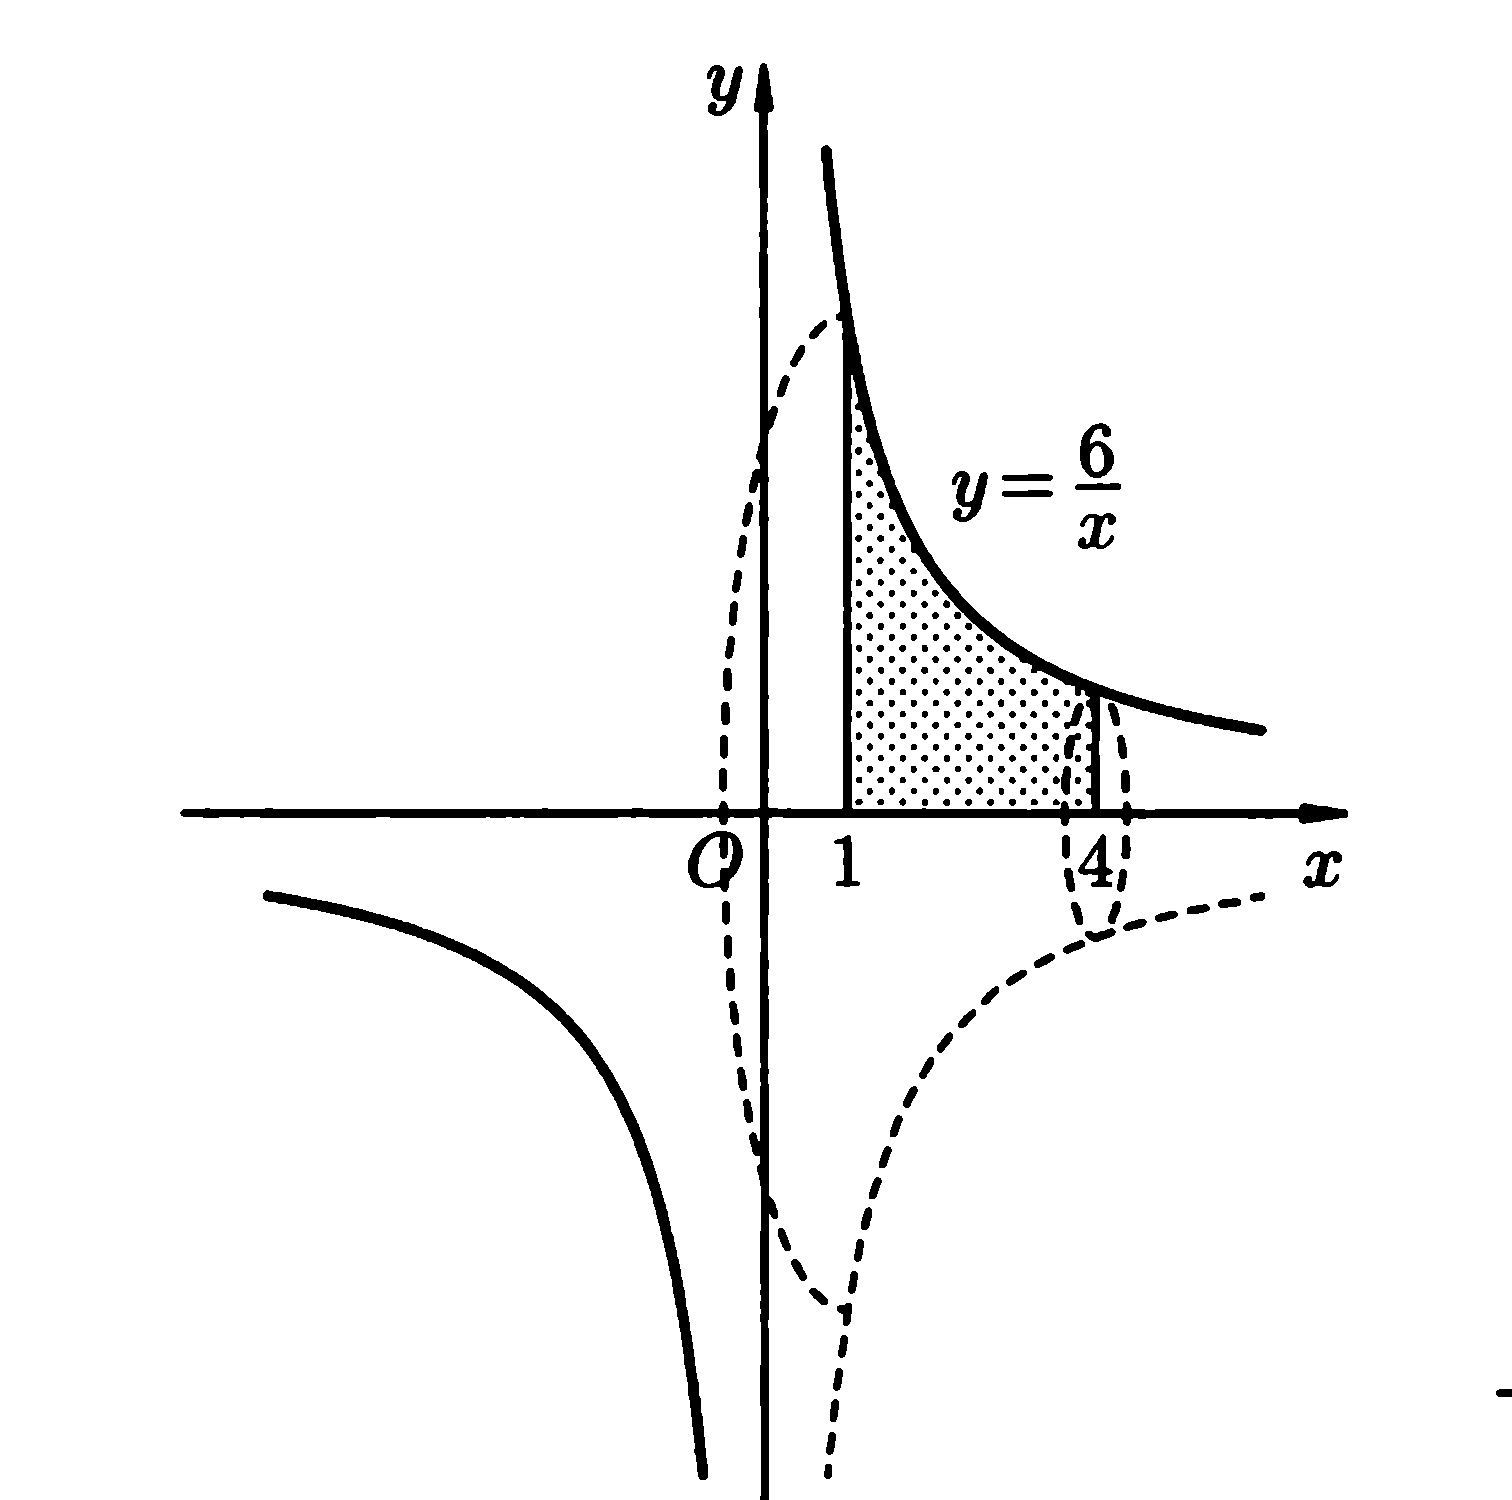 y
y = 6/x
O 1 4 x